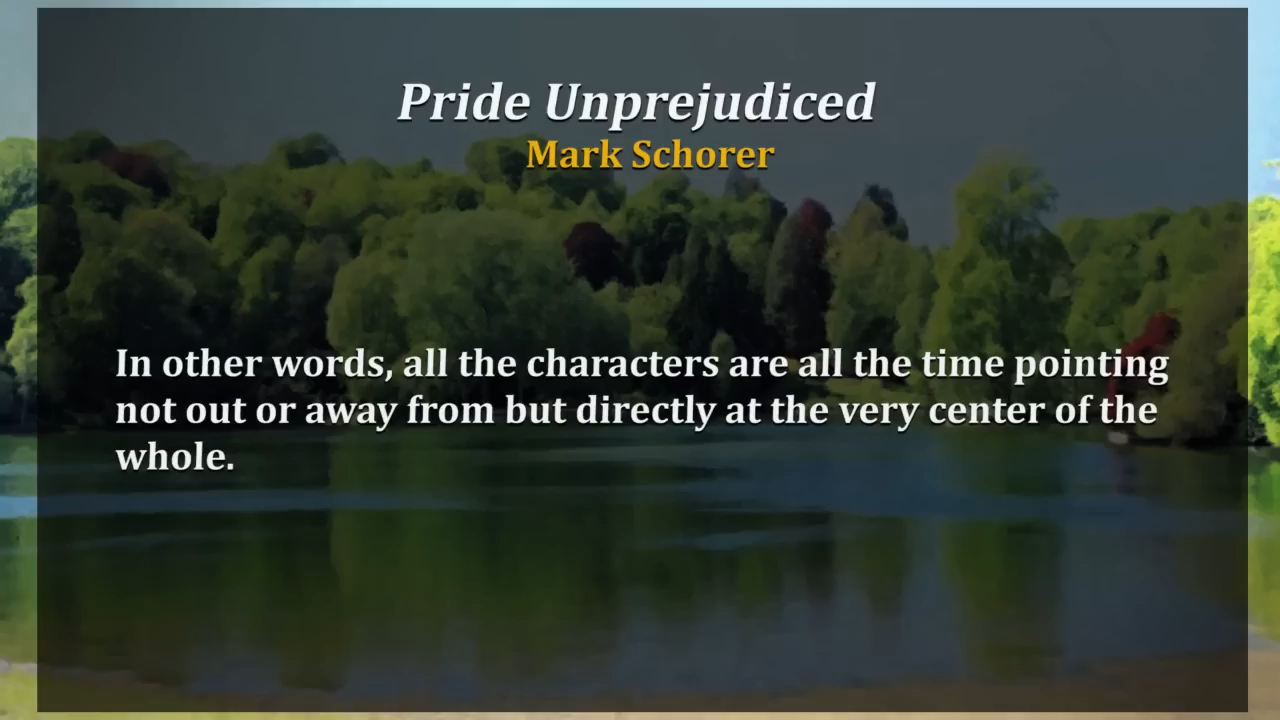 Pride Unprejudiced
Mark Schorer
In other words, all the characters are all the time pointing
not out or away from but directly at the very center of the
whole.